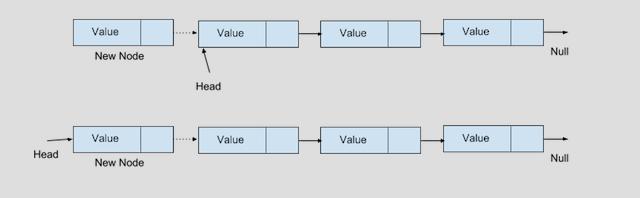 Value Value Value Value
New Node Null
Head
Value Value Value Value
Head New Node Null